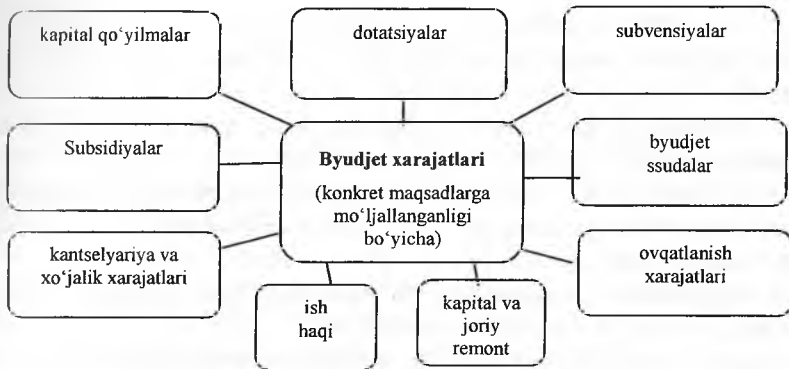 kapital qo‘yilmalar
dotatsiyalar
subvensiyalar
Subsidiyalar
Byudjet xarajatlari
(konkret maqsadlarga
mo‘ljallanganligi
bo‘yicha)
byudjet
ssudalar
kantselyariya va
xo‘jalik xarajatlari
ish
haqi
kapital va
joriy
remont
ovqatlanish
xarajatlari